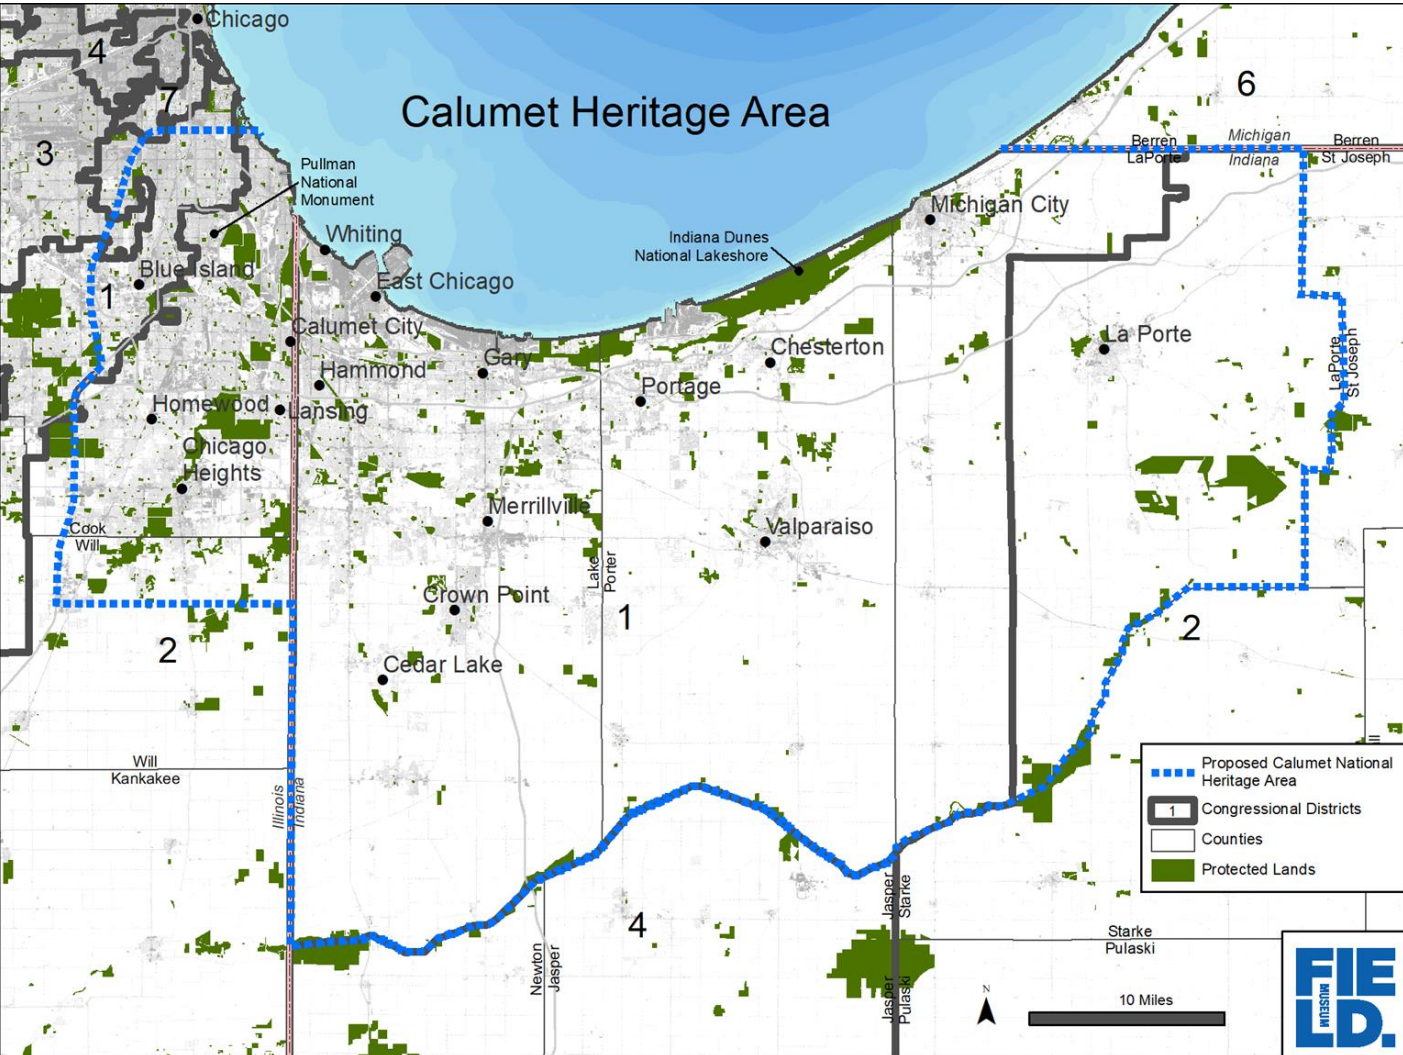 Chicago
4
7
6
Calumet Heritage Area
3
Michigan
Berren
Berren
LaPorte
Indiana
St Joseph
Pullman
National
Monument
Michigan City
Whiting
Indiana Dunes
National Lakeshore
Blue Island
East Chicago
1
Calumet City
La Porte
Chesterton
Gary
Hammond
Portage
LaPorte
St Joseph
Homewood
Lansing
Chicago
Heights
Merrillville
Valparaiso
Cook
Will
Lake
Porter
Crown Point
1
2
2
Cedar Lake
Will
Kankakee
Illinois
Indiana
Proposed Calumet National
Heritage Area
1
Congressional Districts
Counties
Protected Lands
Jasper
Starke
4
Starke
Pulaski
Newton
Jasper
Jasper
Pulaski
N
10 Miles
FIELD.
MUSEUM